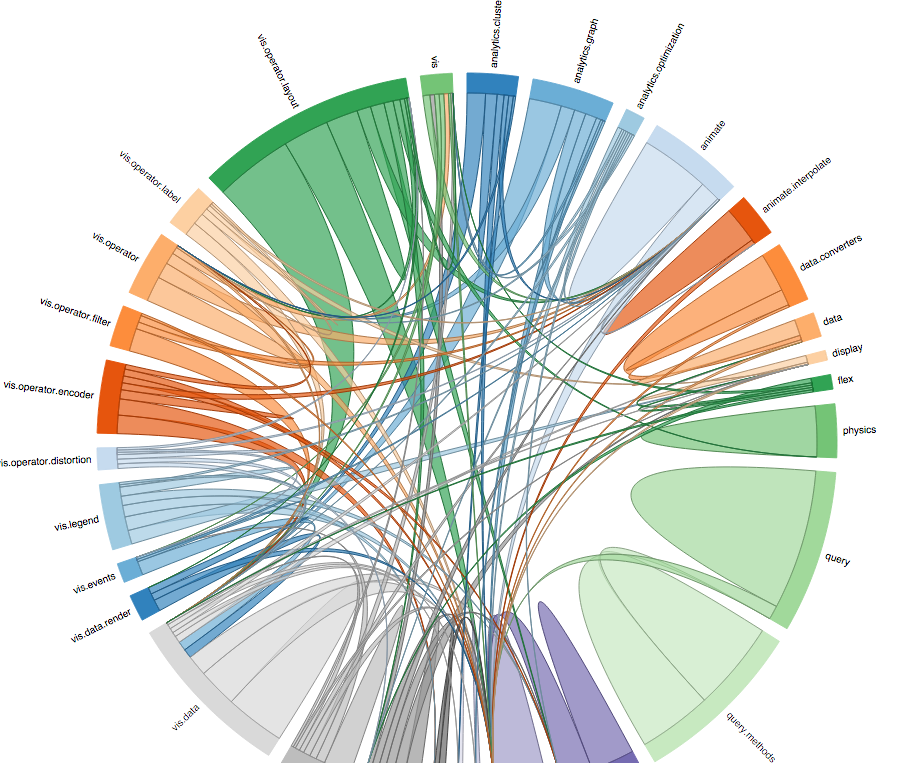 analytics.cluste
vis
analytics.graph
analytics.optimization
vis.operator.layout
animate
vis.operator.label
animate.interpolate
vis.operator
data.converters
vis.operator.filter
data
display
vis.operator.encoder
flex
physics
vis.operator.distortion
vis.legend
query
vis.events
vis.data.render
vis.data
query.methods